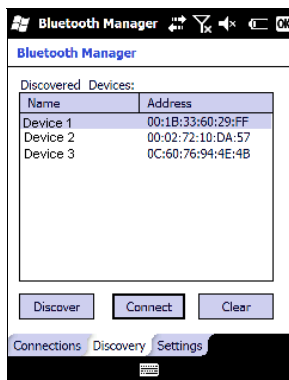 Bluetooth Manager OK
Bluetooth Manager
Discovered Devices:
Name Address
Device 1 00:1B:33:60:29:FF
Device 2 00:02:72:10:DA:57
Device 3 0C:60:76:94:4E:4B
Discover Connect Clear
Connections Discovery Settings